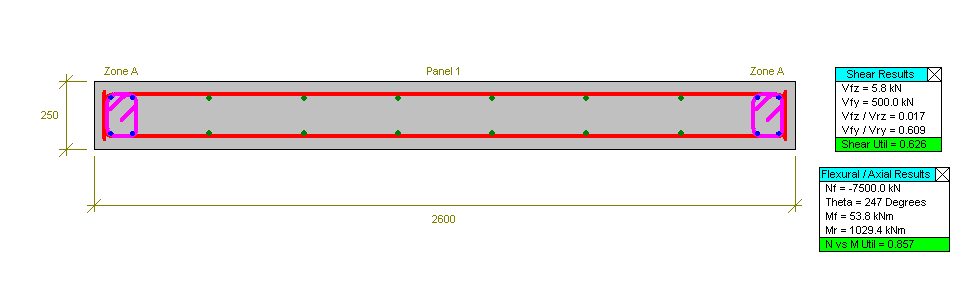 Zone A
Panel 1
Zone A
250
2600
Shear Results
Vfz = 5.8 kN
Vfy = 500.0 kN
Vfz / Vrz = 0.017
Vfy / Vry = 0.609
Shear Util = 0.626
Flexural / Axial Results
Nf = -7500.0 kN
Theta = 247 Degrees
Mf = 53.8 kNm
Mr = 1029.4 kNm
N vs M Util = 0.857